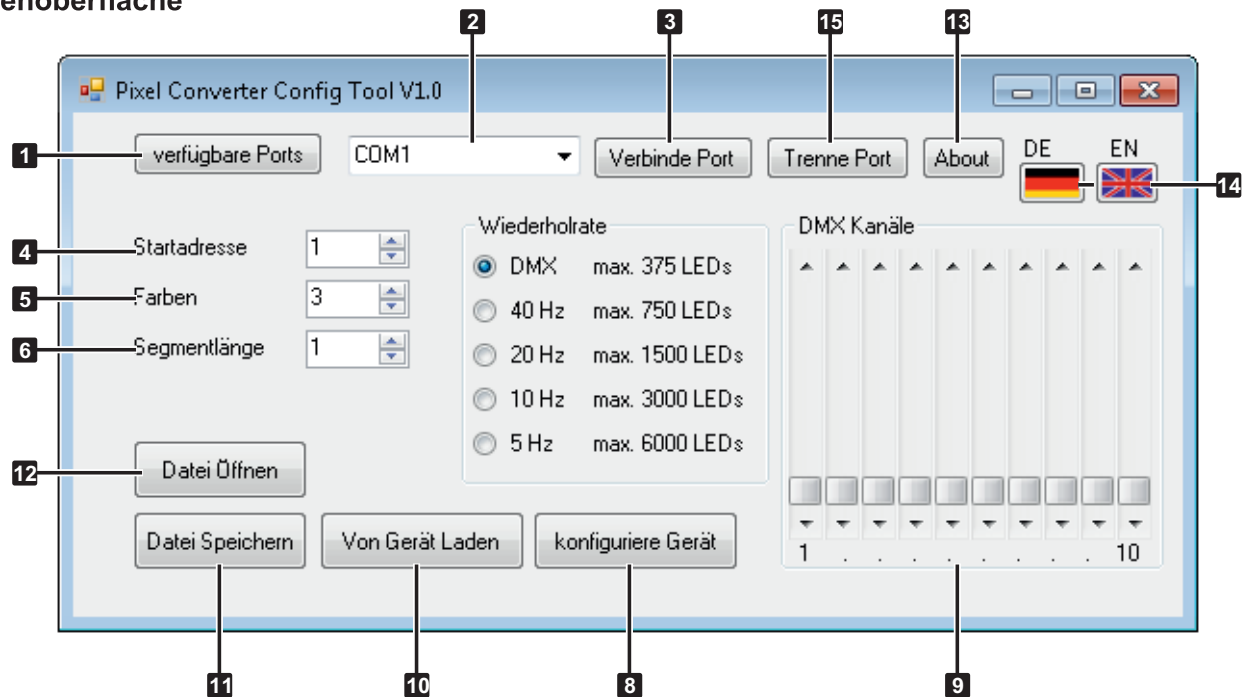 enoberfläche
2 3 15 13
Pixel Converter Config Tool V1.0
1 verfügbare Ports COM1 Verbinde Port Trenne Port About DE EN
14
Wiederholrate DMX Kanäle
4 Startadresse 1
DMX max. 375 LEDs
5 Farben 3
40 Hz max. 750 LEDs
6 Segmentlänge 1
20 Hz max. 1500 LEDs
10 Hz max. 3000 LEDs
5 Hz max. 6000 LEDs
12 Datei Öffnen
Datei Speichern Von Gerät Laden konfiguriere Gerät
1 . . . . . . . . 10
11 10 8 9